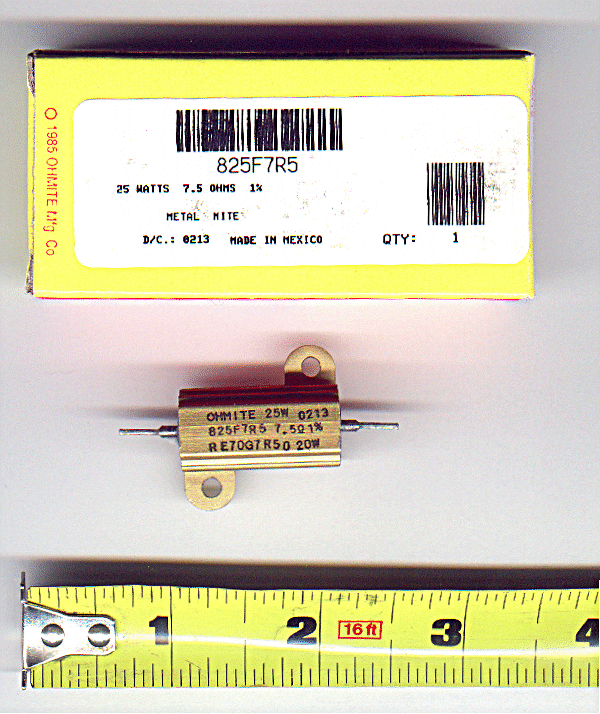 © 1985 OHMITE Mfg. Co
825F7R5
25 WATTS 7.5 OHMS 1%
METAL MITE
D/C.: 0213 MADE IN MEXICO QTY: 1
OHMITE 25W 0213
825F7R5 7.5Ω 1%
RE70G7R50 20W
1 2 16 ft 3 4